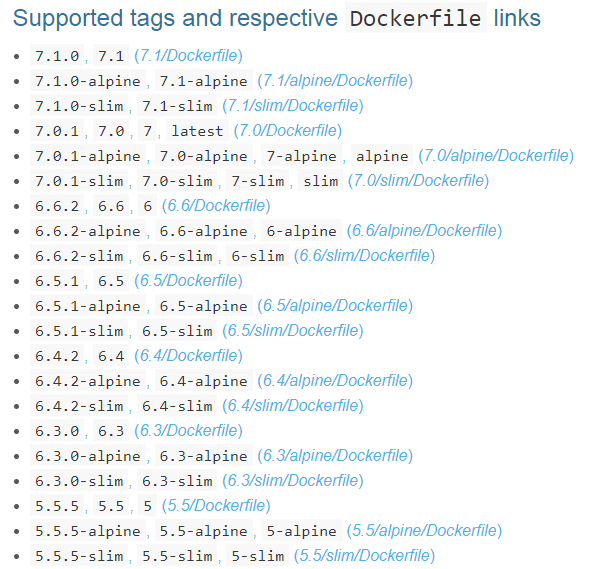 Supported tags and respective Dockerfile links
7.1.0, 7.1 (7.1/Dockerfile)
7.1.0-alpine, 7.1-alpine (7.1/alpine/Dockerfile)
7.1.0-slim, 7.1-slim (7.1/slim/Dockerfile)
7.0.1, 7.0, 7, latest (7.0/Dockerfile)
7.0.1-alpine, 7.0-alpine, 7-alpine, alpine (7.0/alpine/Dockerfile)
7.0.1-slim, 7.0-slim, 7-slim, slim (7.0/slim/Dockerfile)
6.6.2, 6.6, 6 (6.6/Dockerfile)
6.6.2-alpine, 6.6-alpine, 6-alpine (6.6/alpine/Dockerfile)
6.6.2-slim, 6.6-slim, 6-slim (6.6/slim/Dockerfile)
6.5.1, 6.5 (6.5/Dockerfile)
6.5.1-alpine, 6.5-alpine (6.5/alpine/Dockerfile)
6.5.1-slim, 6.5-slim (6.5/slim/Dockerfile)
6.4.2, 6.4 (6.4/Dockerfile)
6.4.2-alpine, 6.4-alpine (6.4/alpine/Dockerfile)
6.4.2-slim, 6.4-slim (6.4/slim/Dockerfile)
6.3.0, 6.3 (6.3/Dockerfile)
6.3.0-alpine, 6.3-alpine (6.3/alpine/Dockerfile)
6.3.0-slim, 6.3-slim (6.3/slim/Dockerfile)
5.5.5, 5.5, 5 (5.5/Dockerfile)
5.5.5-alpine, 5.5-alpine, 5-alpine (5.5/alpine/Dockerfile)
5.5.5-slim, 5.5-slim, 5-slim (5.5/slim/Dockerfile)